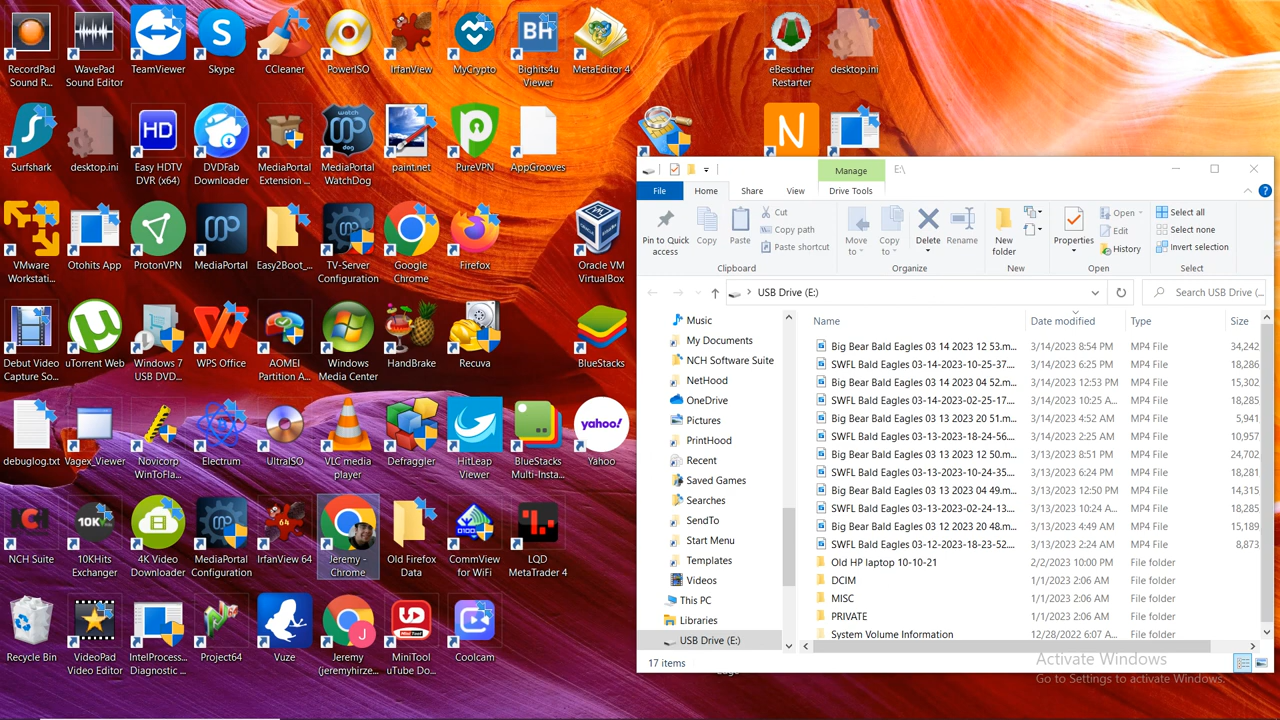 RecordPad
Sound R...
WavePad
Sound Editor
TeamViewer
Skype
CCleaner
PowerISO
IrfanView
MyCrypto
BH
Bighits4u
Viewer
MetaEditor 4
eBesucher
Restarter
desktop.ini
Surfshark
desktop.ini
HD
Easy HDTV
DVR (x64)
DVDFab
Downloader
MediaPortal
Extension ...
watch
dog
MediaPortal
WatchDog
paint.net
PureVPN
AppGrooves
N
VMware
Workstati...
Otohits App
ProtonVPN
MediaPortal
Easy2Boot_...
TV-Server
Configuration
Google
Chrome
Firefox
Oracle VM
VirtualBox
Debut Video
Capture So...
uTorrent Web
Windows 7
USB DVD...
WPS Office
AOMEI
Partition A...
Windows
Media Center
HandBrake
Recuva
BlueStacks
debuglog.txt
Vagex_Viewer
Novicorp
WinToFla...
Electrum
UltraISO
VLC media
player
Defraggler
HitLeap
Viewer
BlueStacks
Multi-Insta...
yahoo!
Yahoo
NCH Suite
10K Hits
10KHits
Exchanger
4K Video
Downloader
MediaPortal
Configuration
64
IrfanView 64
Jeremy -
Chrome
Old Firefox
Data
CommView
for WiFi
LQD
MetaTrader 4
Recycle Bin
VideoPad
Video Editor
IntelProcess...
Diagnostic ...
Project64
Vuze
J
Jeremy
(jeremyhirze...
Mini Tool
MiniTool
uTube Do...
Coolcam
Manage
E:\
File
Home
Share
View
Drive Tools
Pin to Quick
access
Copy
Paste
Cut
Copy path
Paste shortcut
Clipboard
Move
to
Copy
to
Delete
Rename
Organize
New
folder
New
Properties
Open
Edit
History
Open
Select all
Select none
Invert selection
Select
USB Drive (E:)
Search USB Drive (...
Music
My Documents
NCH Software Suite
NetHood
OneDrive
Pictures
PrintHood
Recent
Saved Games
Searches
SendTo
Start Menu
Templates
Videos
This PC
Libraries
USB Drive (E:)
Name Date modified Type Size
Big Bear Bald Eagles 03 14 2023 12 53.m... 3/14/2023 8:54 PM MP4 File 34,242
SWFL Bald Eagles 03-14-2023-10-25-37.... 3/14/2023 6:25 PM MP4 File 18,286
Big Bear Bald Eagles 03 14 2023 04 52.m... 3/14/2023 12:53 PM MP4 File 15,302
SWFL Bald Eagles 03-14-2023-02-25-17.... 3/14/2023 10:25 A... MP4 File 18,285
Big Bear Bald Eagles 03 13 2023 20 51.m... 3/14/2023 4:52 AM MP4 File 5,941
SWFL Bald Eagles 03-13-2023-18-24-56.... 3/14/2023 2:25 AM MP4 File 10,957
Big Bear Bald Eagles 03 13 2023 12 50.m... 3/13/2023 8:51 PM MP4 File 24,702
SWFL Bald Eagles 03-13-2023-10-24-35.... 3/13/2023 6:24 PM MP4 File 18,281
Big Bear Bald Eagles 03 13 2023 04 49.m... 3/13/2023 12:50 PM MP4 File 14,315
SWFL Bald Eagles 03-13-2023-02-24-13.... 3/13/2023 10:24 A... MP4 File 18,285
Big Bear Bald Eagles 03 12 2023 20 48.m... 3/13/2023 4:49 AM MP4 File 15,189
SWFL Bald Eagles 03-12-2023-18-23-52.... 3/13/2023 2:24 AM MP4 File 8,873
Old HP laptop 10-10-21 2/2/2023 10:00 PM File folder
DCIM 1/1/2023 2:06 AM File folder
MISC 1/1/2023 2:06 AM File folder
PRIVATE 1/1/2023 2:06 AM File folder
System Volume Information 12/28/2022 6:07 A... File folder
17 items
Activate Windows
Go to Settings to activate Windows.